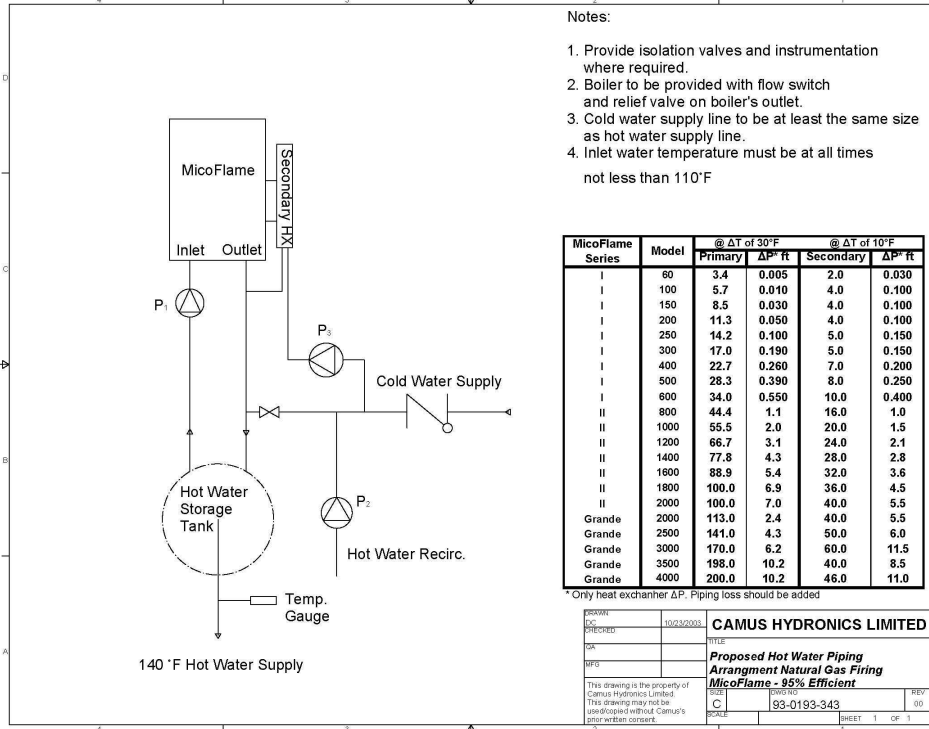 Notes:
1. Provide isolation valves and instrumentation
where required.
2. Boiler to be provided with flow switch
and relief valve on boiler's outlet.
3. Cold water supply line to be at least the same size
as hot water supply line.
4. Inlet water temperature must be at all times
not less than 110°F
MicoFlame
Secondary HX
Inlet Outlet
P1
P3
Cold Water Supply
Hot Water
Storage
Tank
P2
Hot Water Recirc.
Temp.
Gauge
140 °F Hot Water Supply
MicoFlame Series Model @ ΔT of 30°F @ ΔT of 10°F
Primary ΔP* ft Secondary ΔP* ft
I 60 3.4 0.005 2.0 0.030
I 100 5.7 0.010 4.0 0.100
I 150 8.5 0.030 4.0 0.100
I 200 11.3 0.050 4.0 0.100
I 250 14.2 0.100 5.0 0.150
I 300 17.0 0.190 5.0 0.150
I 400 22.7 0.260 7.0 0.200
I 500 28.3 0.390 8.0 0.250
I 600 34.0 0.550 10.0 0.400
II 800 44.4 1.1 16.0 1.0
II 1000 55.5 2.0 20.0 1.5
II 1200 66.7 3.1 24.0 2.1
II 1400 77.8 4.3 28.0 2.8
II 1600 88.9 5.4 32.0 3.6
II 1800 100.0 6.9 36.0 4.5
II 2000 100.0 7.0 40.0 5.5
Grande 2000 113.0 2.4 40.0 5.5
Grande 2500 141.0 4.3 50.0 6.0
Grande 3000 170.0 6.2 60.0 11.5
Grande 3500 198.0 10.2 40.0 8.5
Grande 4000 200.0 10.2 46.0 11.0
* Only heat exchanher ΔP. Piping loss should be added
DRAWN
DC 10/23/2003
CHECKED
QA
MFG
This drawing is the property of
Camus Hydronics Limited.
This drawing may not be
used/copied without Camus's
prior written consent.
CAMUS HYDRONICS LIMITED
TITLE
Proposed Hot Water Piping
Arrangment Natural Gas Firing
MicoFlame - 95% Efficient
SIZE DWG NO REV
C 93-0193-343 00
SCALE SHEET 1 OF 1
D
C
B
A